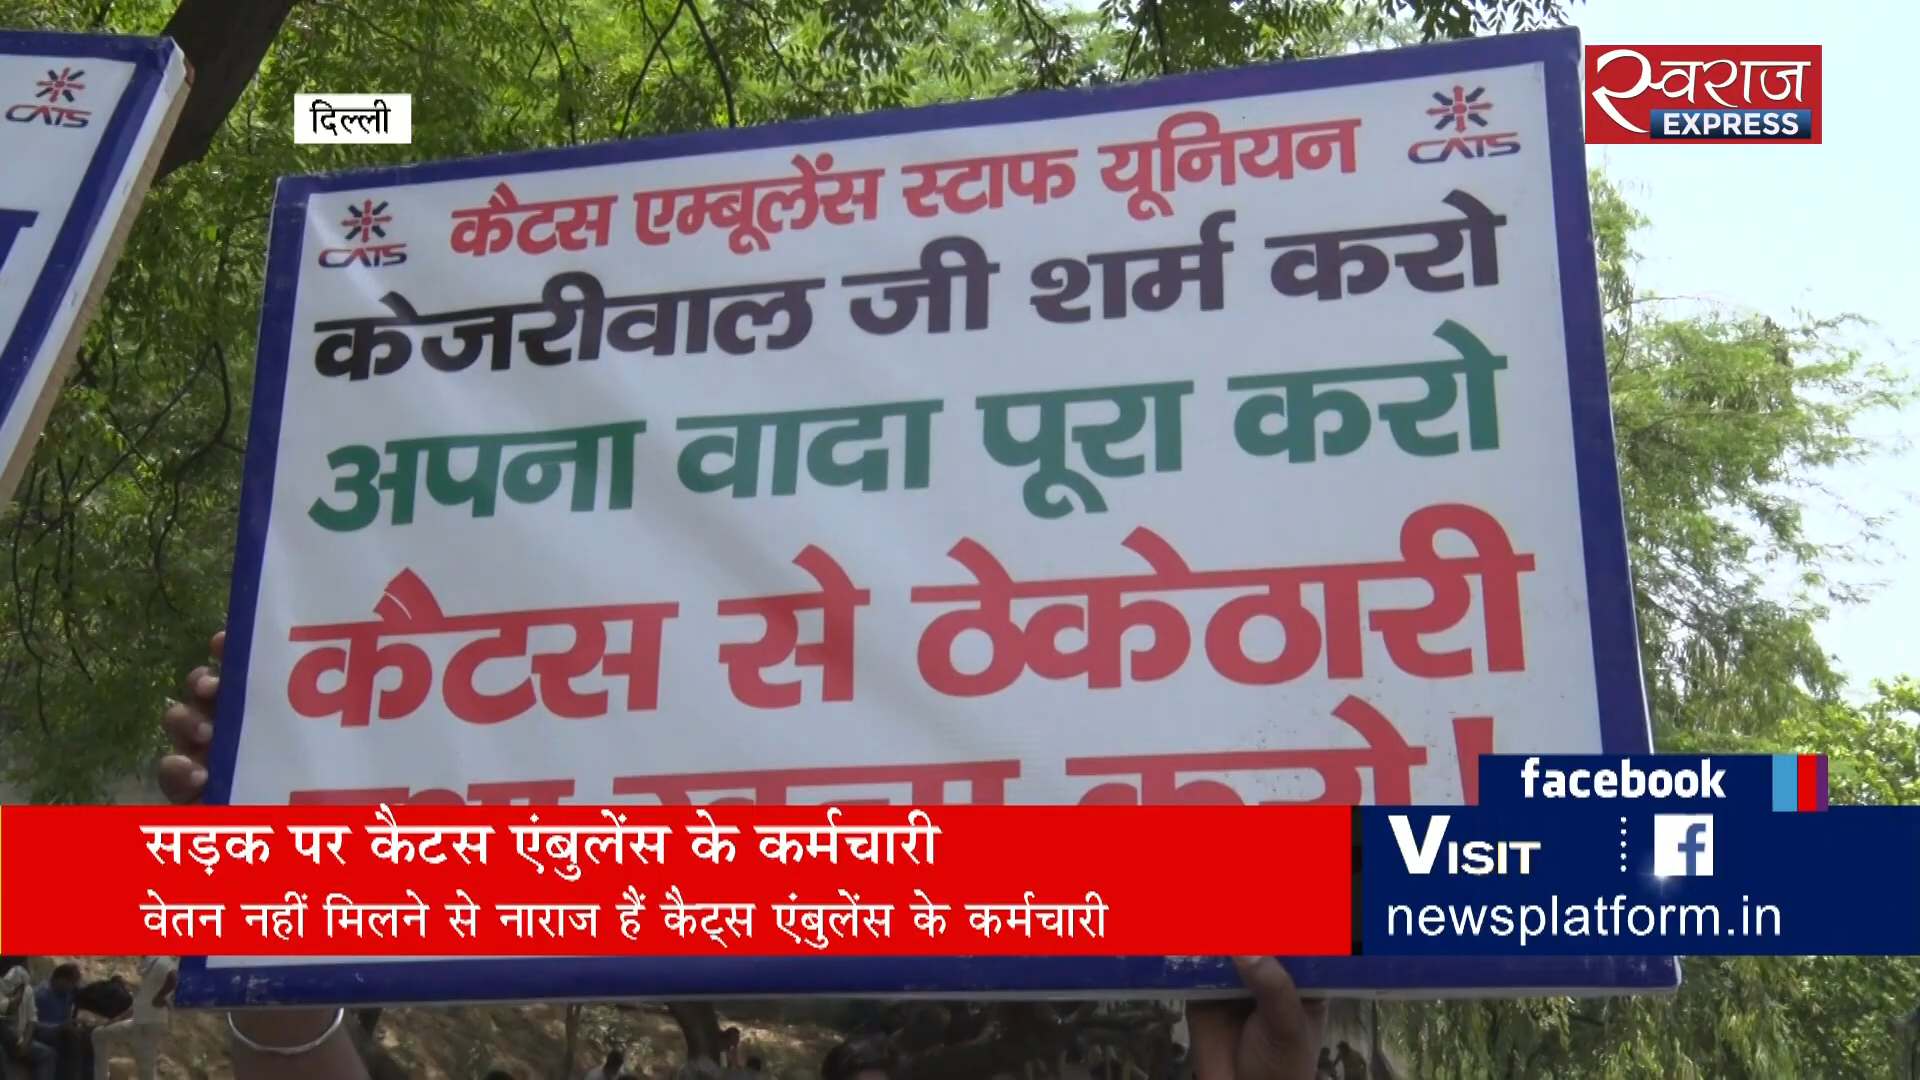 CATS
दिल्ली
स्वराज
EXPRESS
CATS
कैटस एम्बूलेंस स्टाफ यूनियन
CATS
केजरीवाल जी शर्म करो
अपना वादा पूरा करो
कैटस से ठेकेठारी
करो!
facebook
सड़क पर कैटस एंबुलेंस के कर्मचारी
वेतन नहीं मिलने से नाराज हैं कैट्स एंबुलेंस के कर्मचारी
VISIT f
newsplatform.in